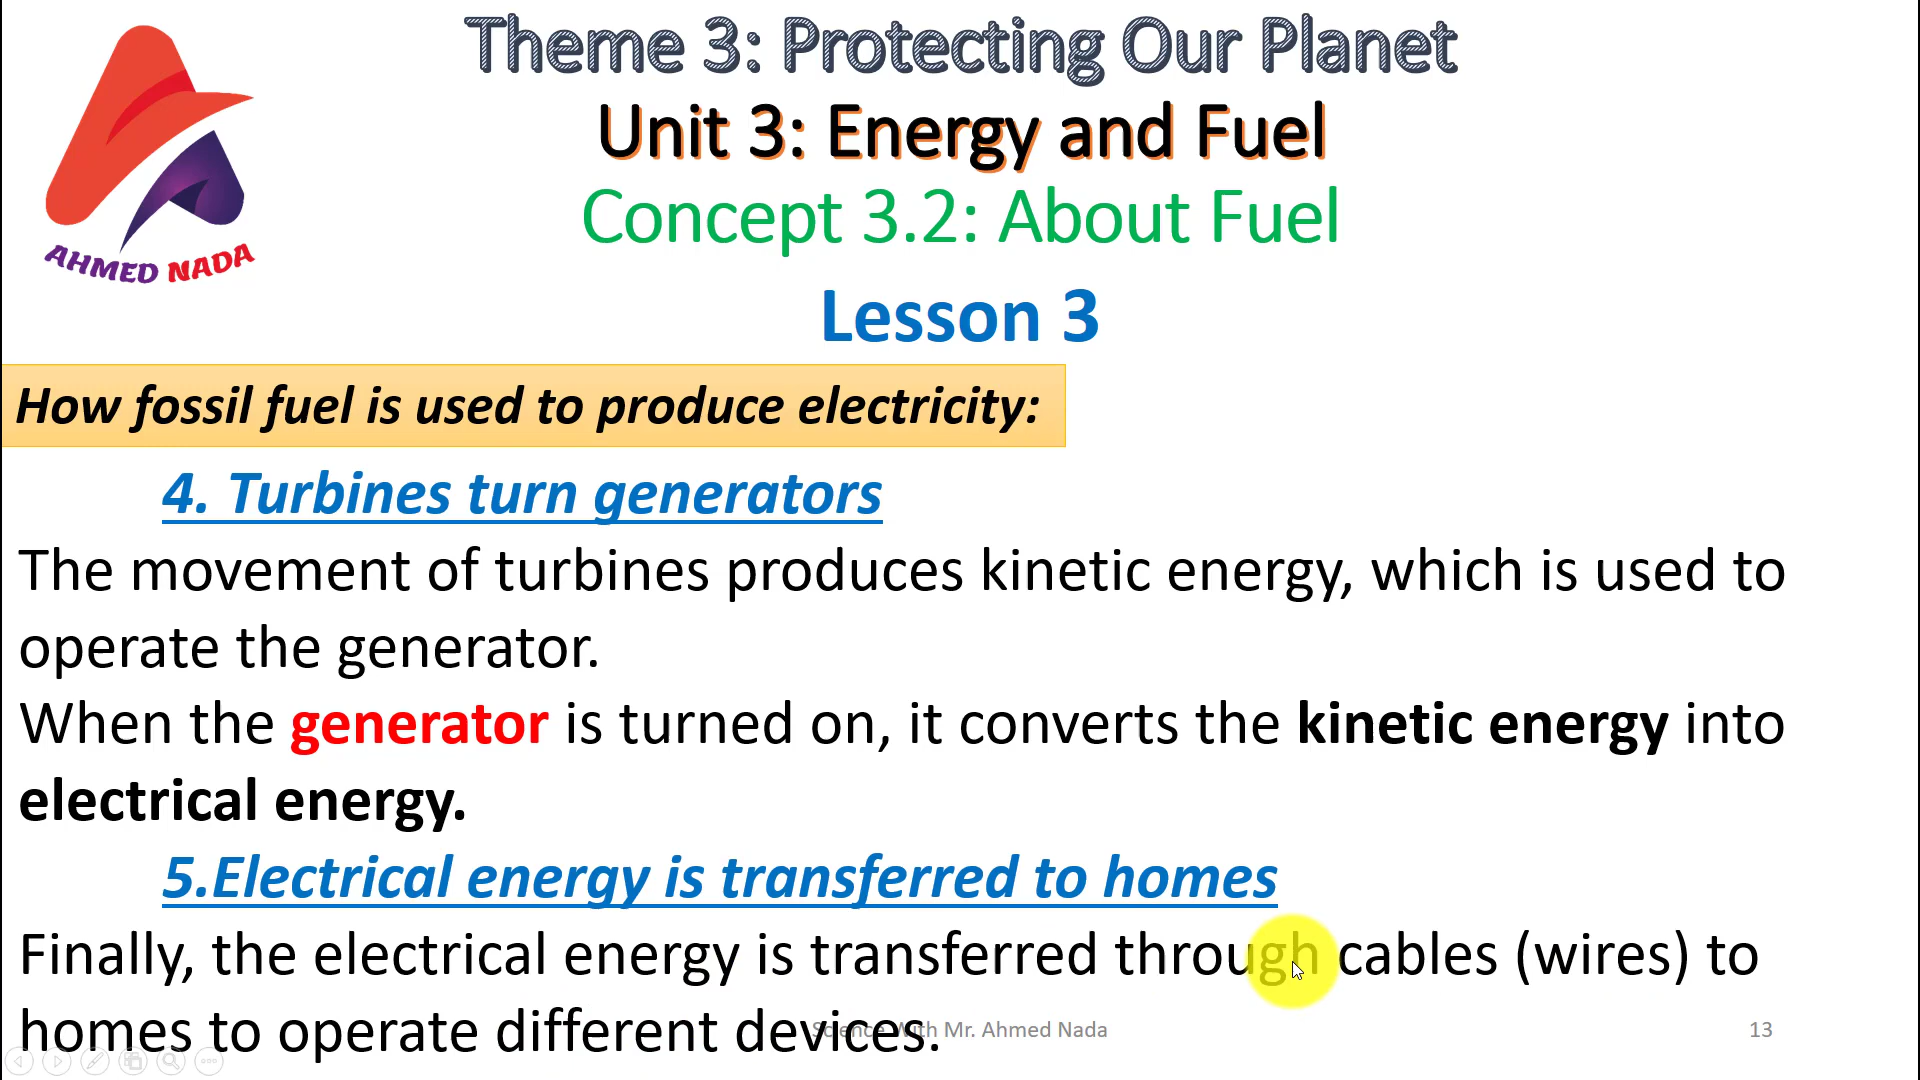 Theme 3: Protecting Our Planet
Unit 3: Energy and Fuel
Concept 3.2: About Fuel
AHMED NADA
Lesson 3
How fossil fuel is used to produce electricity:
4. Turbines turn generators
The movement of turbines produces kinetic energy, which is used to
operate the generator.
When the generator is turned on, it converts the kinetic energy into
electrical energy.
5.Electrical energy is transferred to homes
Finally, the electrical energy is transferred through cables (wires) to
homes to operate different devices.
Science With Mr. Ahmed Nada
13